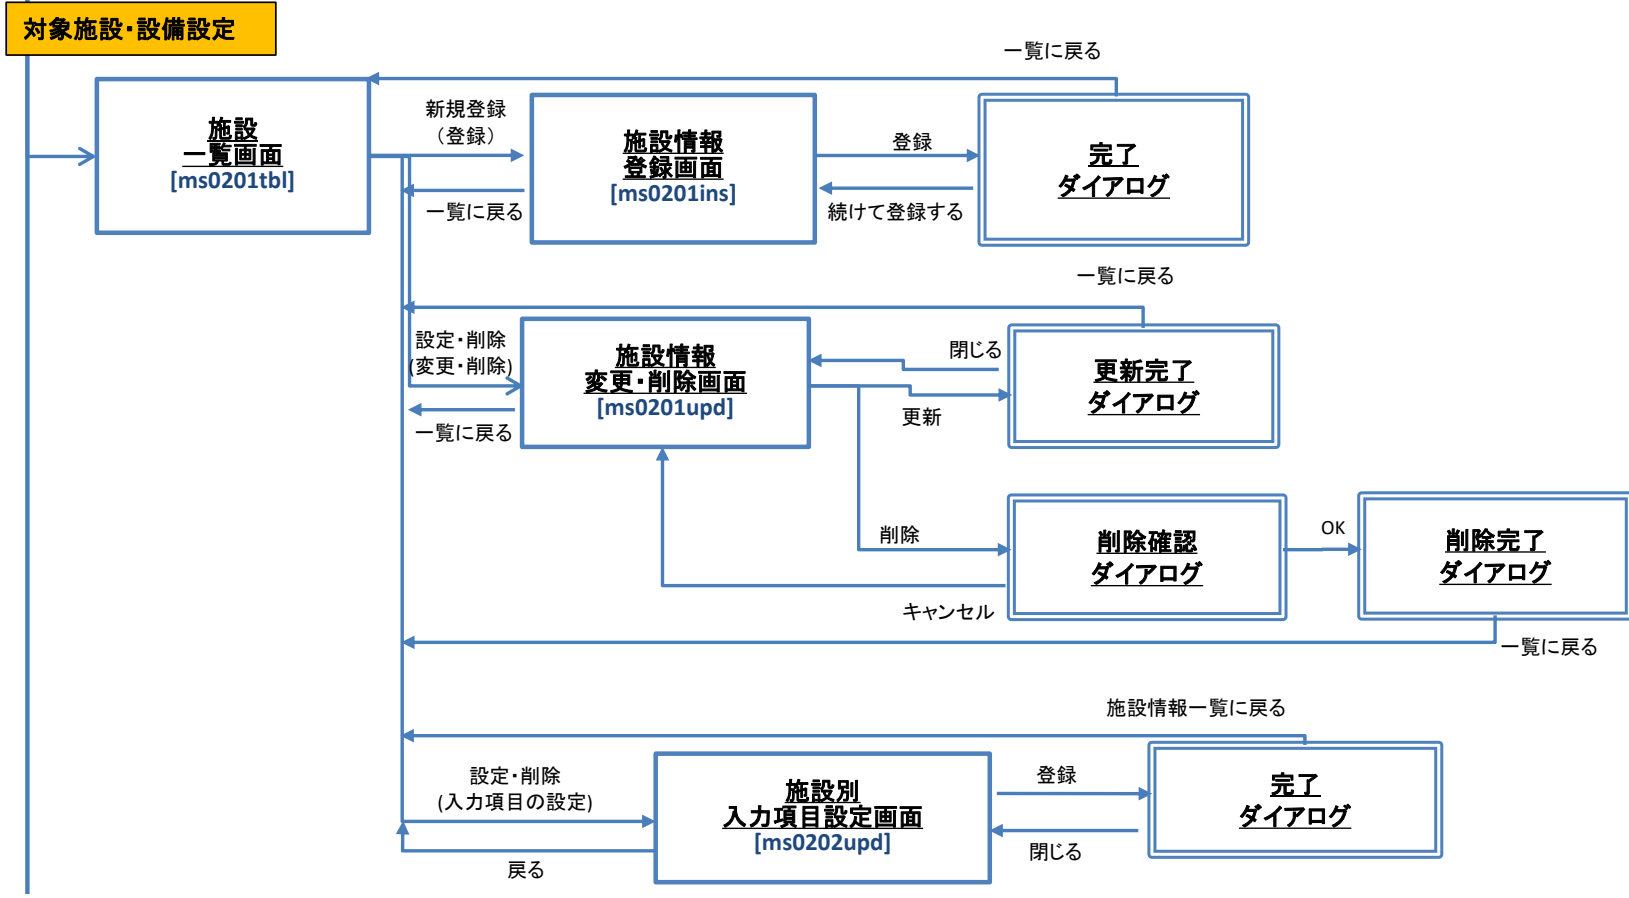 対象施設・設備設定
一覧に戻る
施設
一覧画面
[ms0201tbl]
新規登録
（登録）
一覧に戻る
施設情報
登録画面
[ms0201ins]
登録
続けて登録する
完了
ダイアログ
一覧に戻る
設定・削除
(変更・削除)
一覧に戻る
施設情報
変更・削除画面
[ms0201upd]
閉じる
更新
更新完了
ダイアログ
削除
キャンセル
削除確認
ダイアログ
OK
削除完了
ダイアログ
一覧に戻る
施設情報一覧に戻る
設定・削除
(入力項目の設定)
戻る
施設別
入力項目設定画面
[ms0202upd]
登録
閉じる
完了
ダイアログ